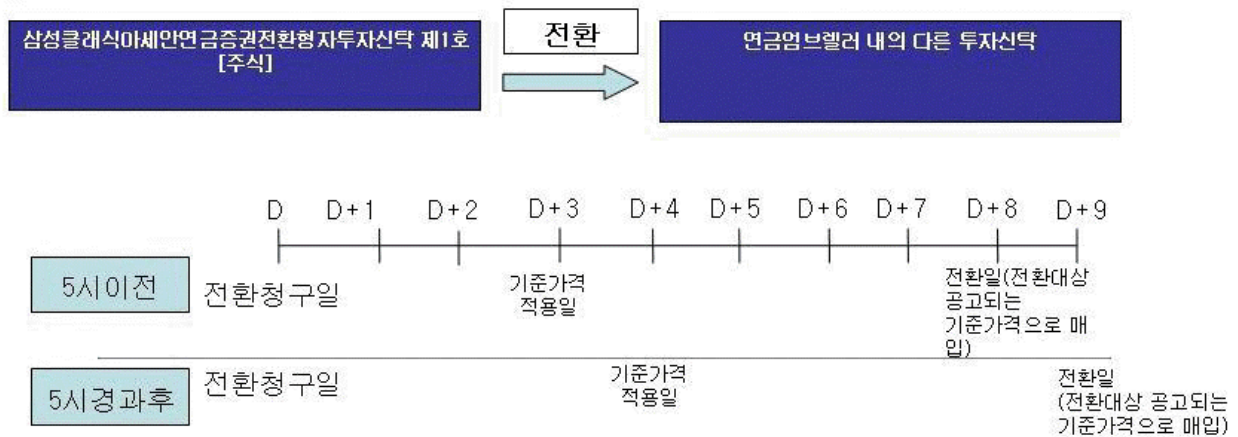 삼성클래식아세안연금증권전환형자투자신탁 제1호
[주식]
전환
연금엄브렐러 내의 다른 투자신탁
D D+1 D+2 D+3 D+4 D+5 D+6 D+7 D+8 D+9
5시이전
전환청구일
기준가격
적용일
전환일(전환대상
공고되는
기준가격으로 매
입)
5시경과후
전환청구일
기준가격
적용일
전환일
(전환대상 공고되는
기준가격으로 매입)